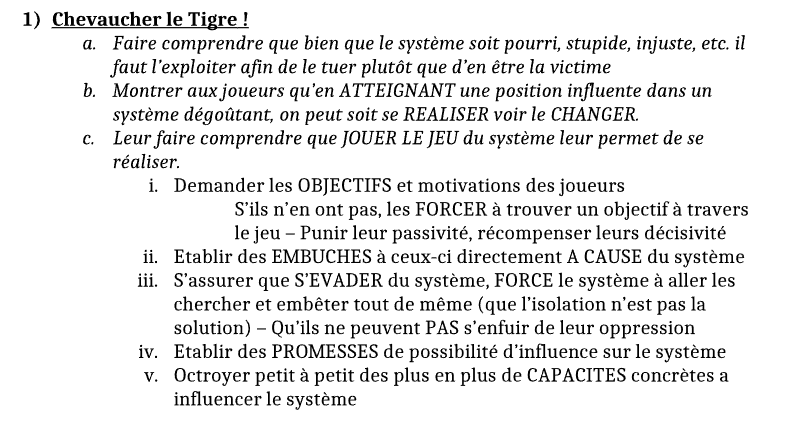 1) Chevaucher le Tigre !
a. Faire comprendre que bien que le système soit pourri, stupide, injuste, etc. il
faut l'exploiter afin de le tuer plutôt que d'en être la victime
b. Montrer aux joueurs qu'en ATTEIGNANT une position influente dans un
système dégoûtant, on peut soit se REALISER voir le CHANGER.
c. Leur faire comprendre que JOUER LE JEU du système leur permet de se
réaliser.
i. Demander les OBJECTIFS et motivations des joueurs
S'ils n'en ont pas, les FORCER à trouver un objectif à travers
le jeu – Punir leur passivité, récompenser leurs décisivité
ii. Etablir des EMBUCHES à ceux-ci directement A CAUSE du système
iii. S'assurer que S'EVADER du système, FORCE le système à aller les
chercher et embêter tout de même (que l'isolation n'est pas la
solution) – Qu'ils ne peuvent PAS s'enfuir de leur oppression
iv. Etablir des PROMESSES de possibilité d'influence sur le système
v. Octroyer petit à petit des plus en plus de CAPACITES concrètes a
influencer le système